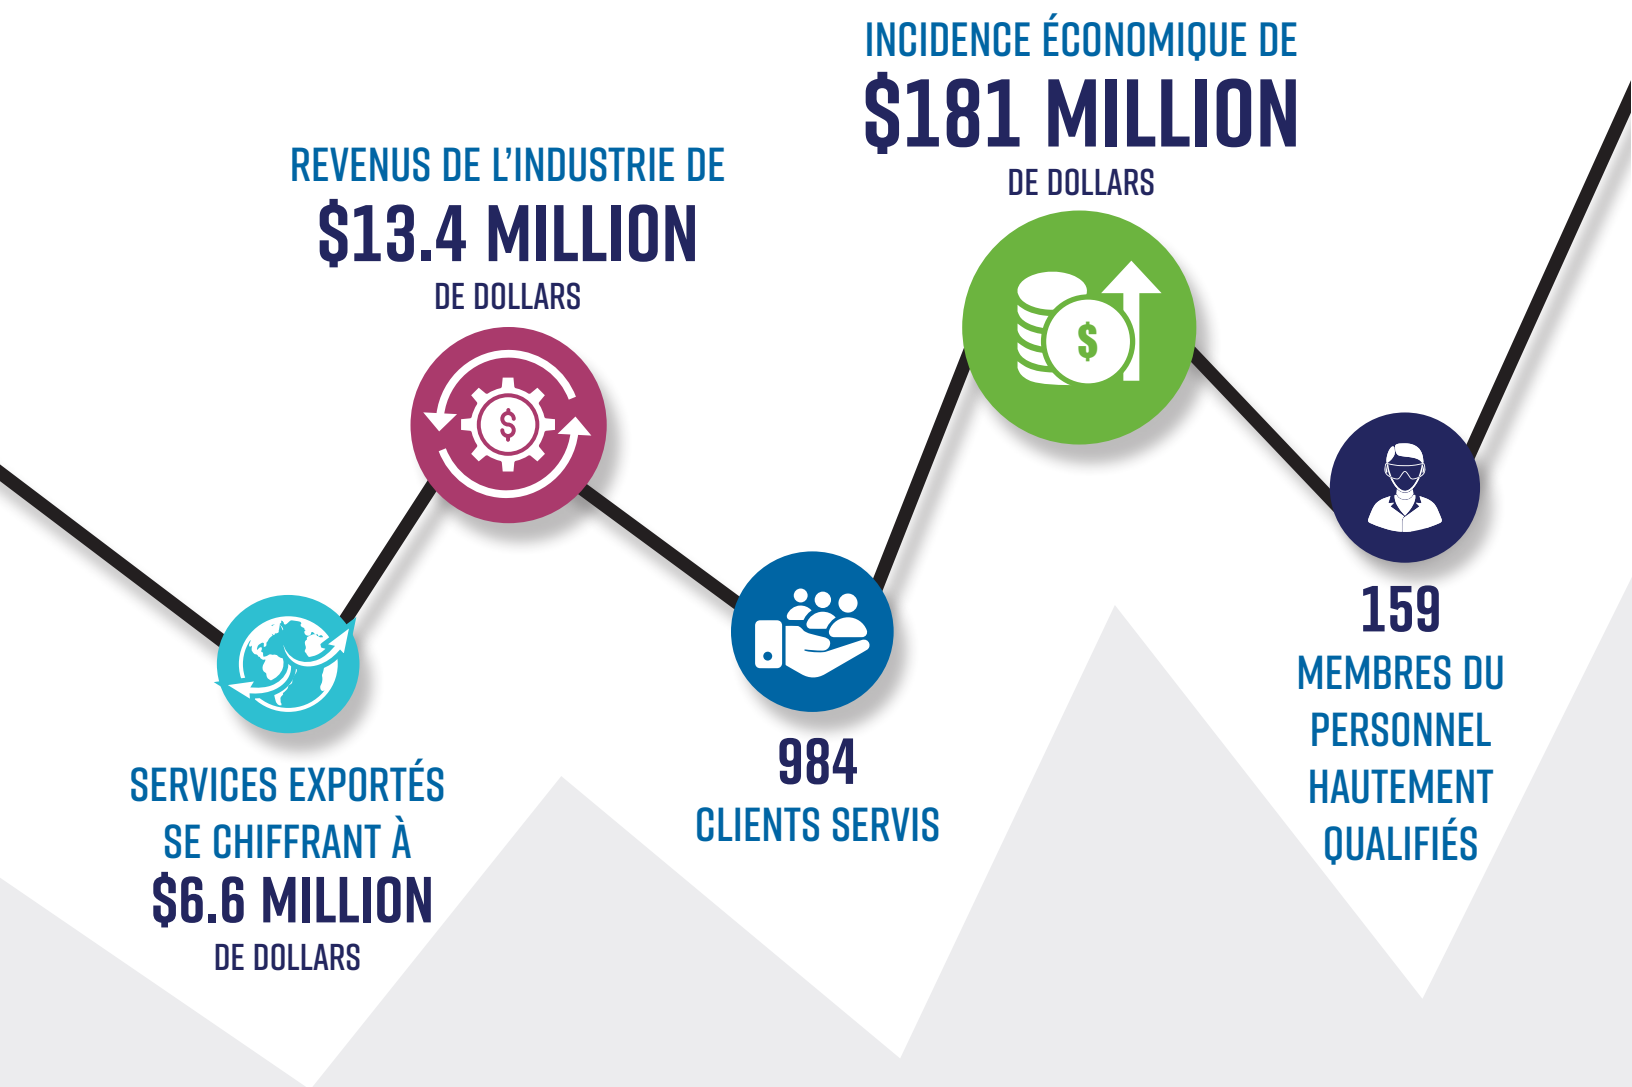 INCIDENCE ÉCONOMIQUE DE
$181 MILLION
DE DOLLARS
REVENUS DE L'INDUSTRIE DE
$13.4 MILLION
DE DOLLARS
$
$
SERVICES EXPORTÉS
SE CHIFFRANT À
$6.6 MILLION
DE DOLLARS
984
CLIENTS SERVIS
159
MEMBRES DU
PERSONNEL
HAUTEMENT
QUALIFIÉS